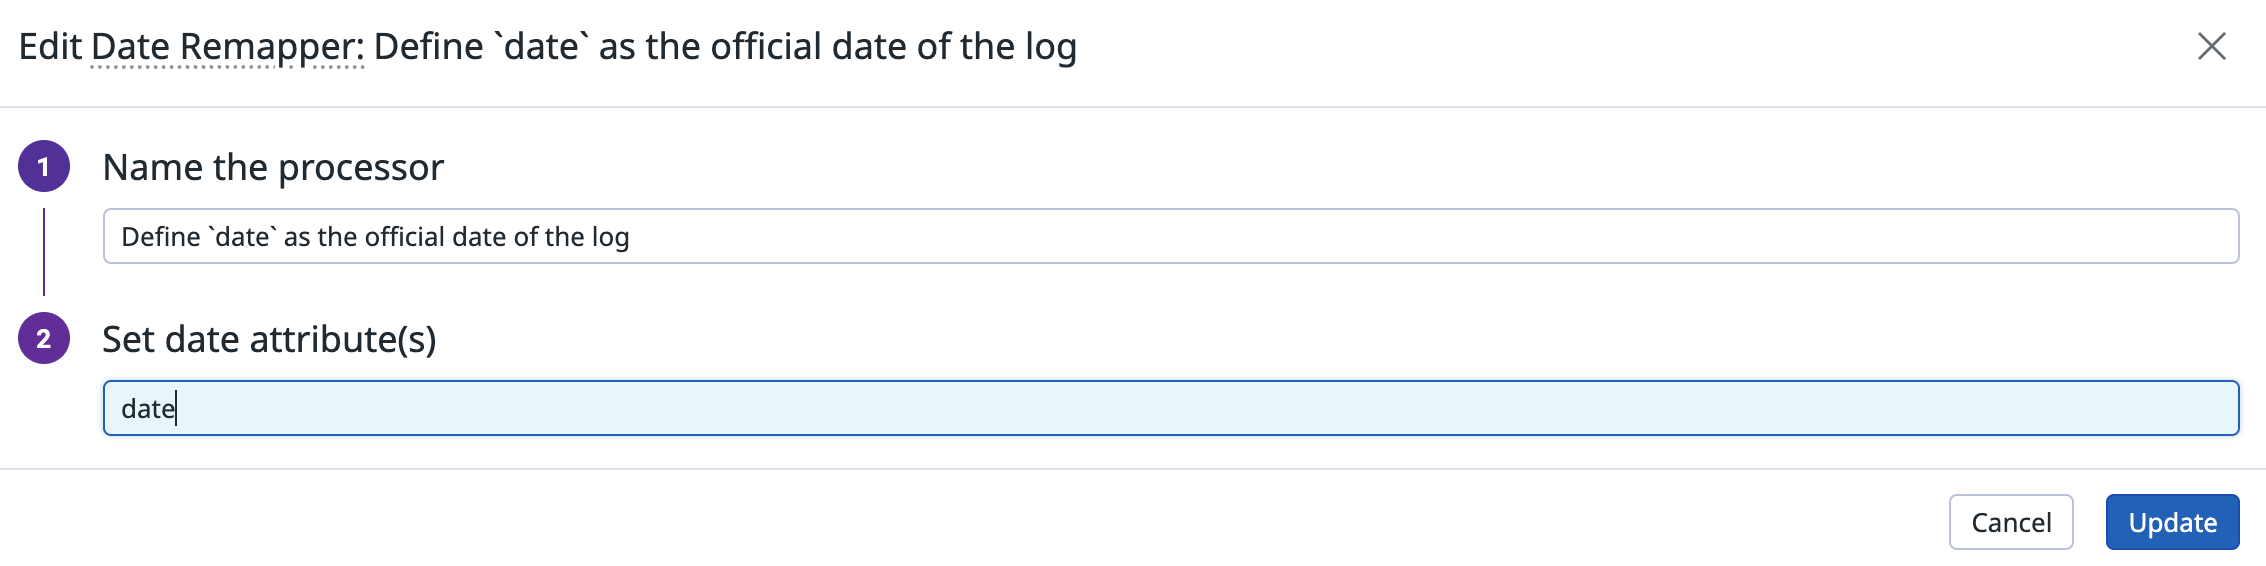 Edit Date Remapper: Define `date` as the official date of the log
1 Name the processor
Define `date` as the official date of the log
2 Set date attribute(s)
date
Cancel Update